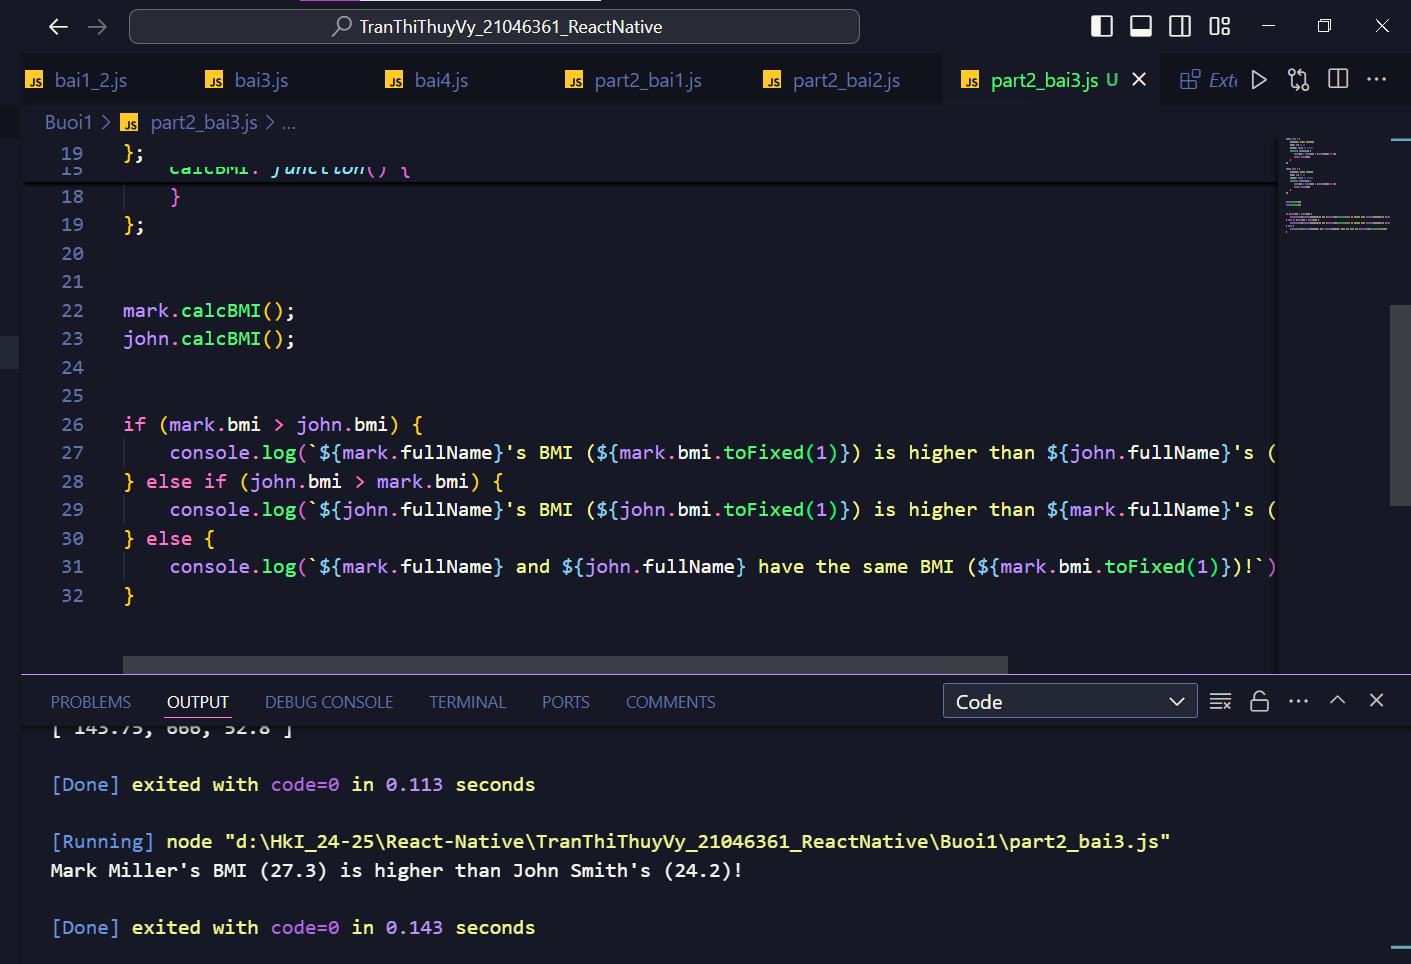 TranThiThuyVy_21046361_ReactNative
JS bai1_2.js JS bai3.js JS bai4.js JS part2_bai1.js JS part2_bai2.js JS part2_bai3.js U Exte
Buoi1 > JS part2_bai3.js > ...
19 };
15 calcBMI: function() {
18 }
19 };
20
21
22 mark.calcBMI();
23 john.calcBMI();
24
25
26 if (mark.bmi > john.bmi) {
27 console.log(`${mark.fullName}'s BMI (${mark.bmi.toFixed(1)}) is higher than ${john.fullName}'s (
28 } else if (john.bmi > mark.bmi) {
29 console.log(`${john.fullName}'s BMI (${john.bmi.toFixed(1)}) is higher than ${mark.fullName}'s (
30 } else {
31 console.log(`${mark.fullName} and ${john.fullName} have the same BMI (${mark.bmi.toFixed(1)})!`)
32 }
PROBLEMS OUTPUT DEBUG CONSOLE TERMINAL PORTS COMMENTS Code
[ 143.75, 666, 52.8 ]
[Done] exited with code=0 in 0.113 seconds
[Running] node "d:\HkI_24-25\React-Native\TranThiThuyVy_21046361_ReactNative\Buoi1\part2_bai3.js"
Mark Miller's BMI (27.3) is higher than John Smith's (24.2)!
[Done] exited with code=0 in 0.143 seconds